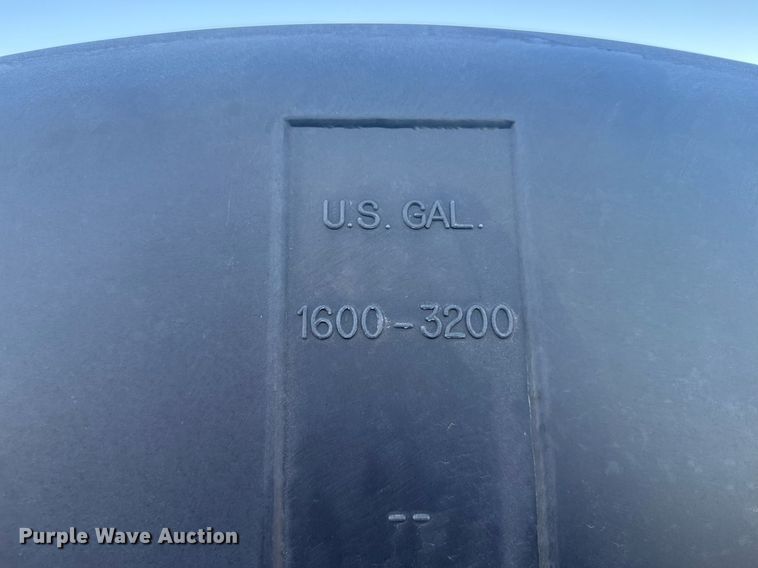 U.S. GAL.
1600-3200
--
Purple Wave Auction®